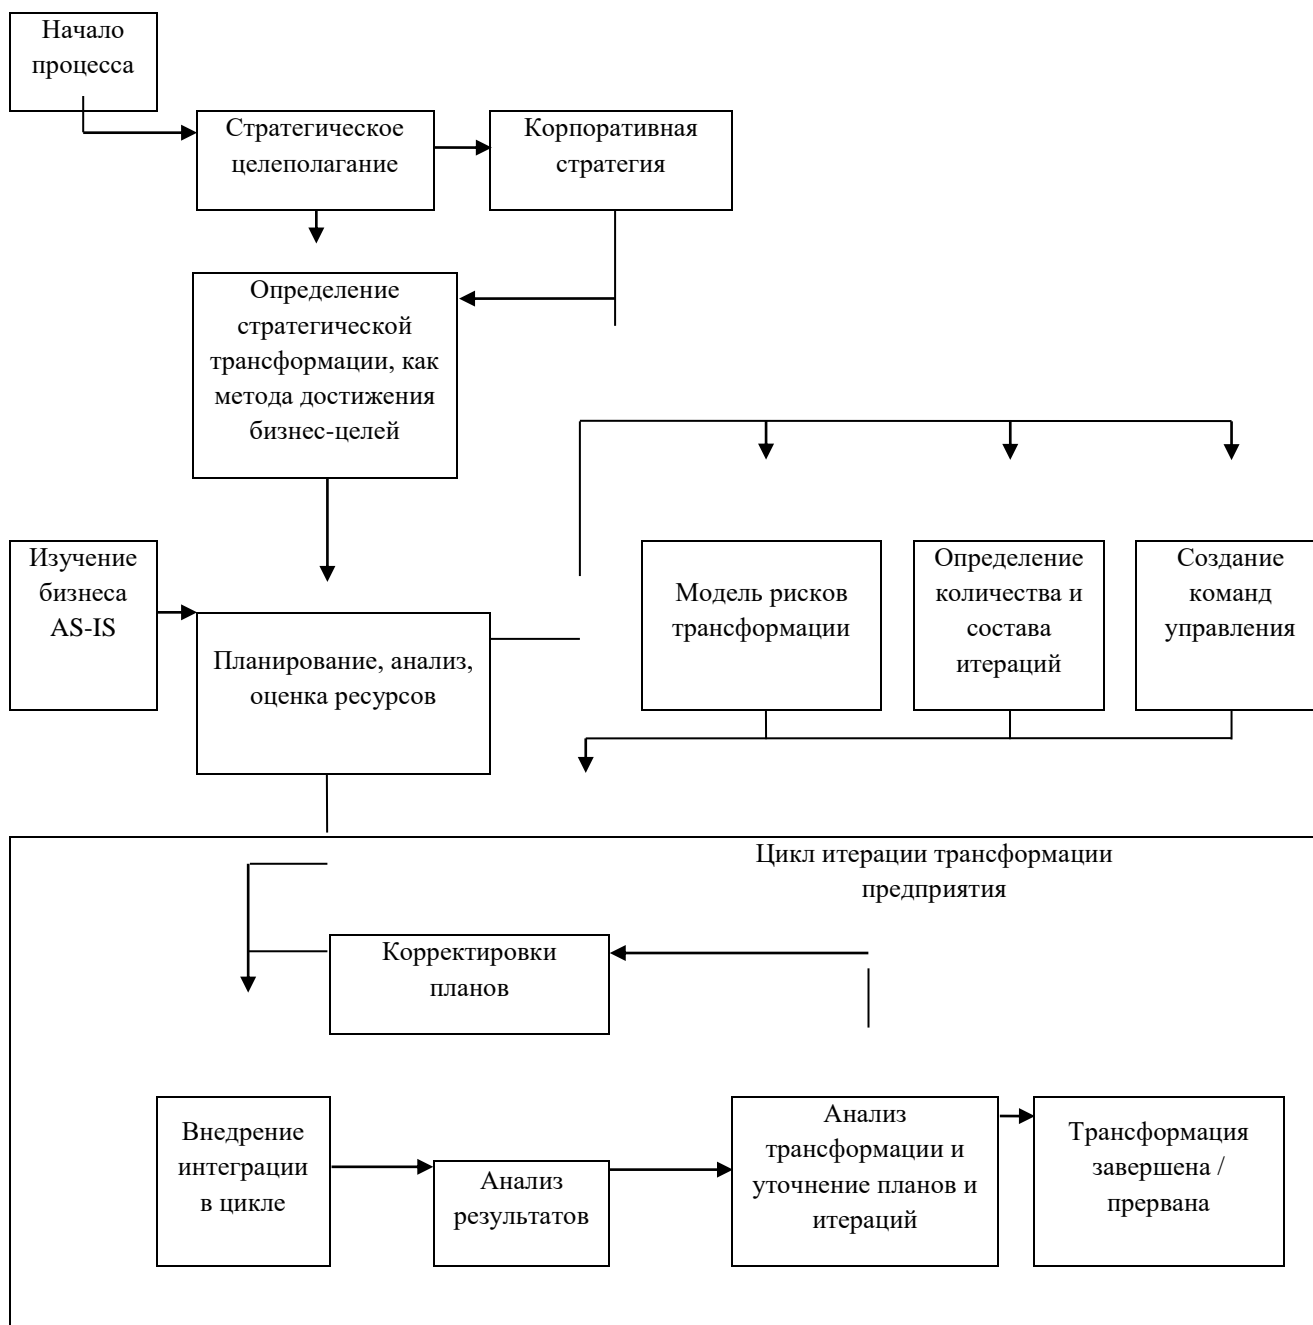 Начало
процесса
Стратегическое
целеполагание
Корпоративная
стратегия
Определение
стратегической
трансформации, как
метода достижения
бизнес-целей
Изучение
бизнеса
AS-IS
Планирование, анализ,
оценка ресурсов
Модель рисков
трансформации
Определение
количества и
состава
итераций
Создание
команд
управления
Цикл итерации трансформации
предприятия
Корректировки
планов
Внедрение
интеграции
в цикле
Анализ
результатов
Анализ
трансформации и
уточнение планов и
итераций
Трансформация
завершена /
прервана